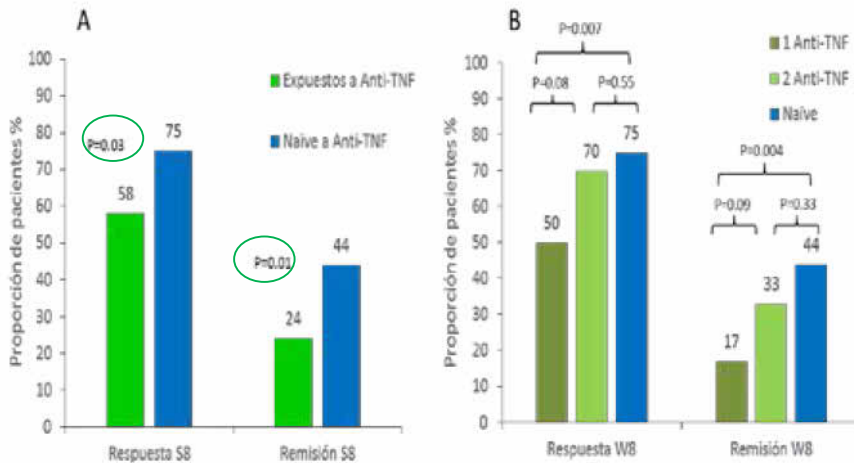 A
Proporción de pacientes %
100
90
80
70
60
50
40
30
20
10
0
Expuestos a Anti-TNF
Naïve a Anti-TNF
P=0.03
58
75
P=0.01
24
44
Respuesta S8
Remisión S8
B
Proporción de pacientes %
100
90
80
70
60
50
40
30
20
10
0
1 Anti-TNF
2 Anti-TNF
Naïve
P=0.007
P=0.08
P=0.55
50
70
75
P=0.004
P=0.09
P=0.33
17
33
44
Respuesta W8
Remisión W8